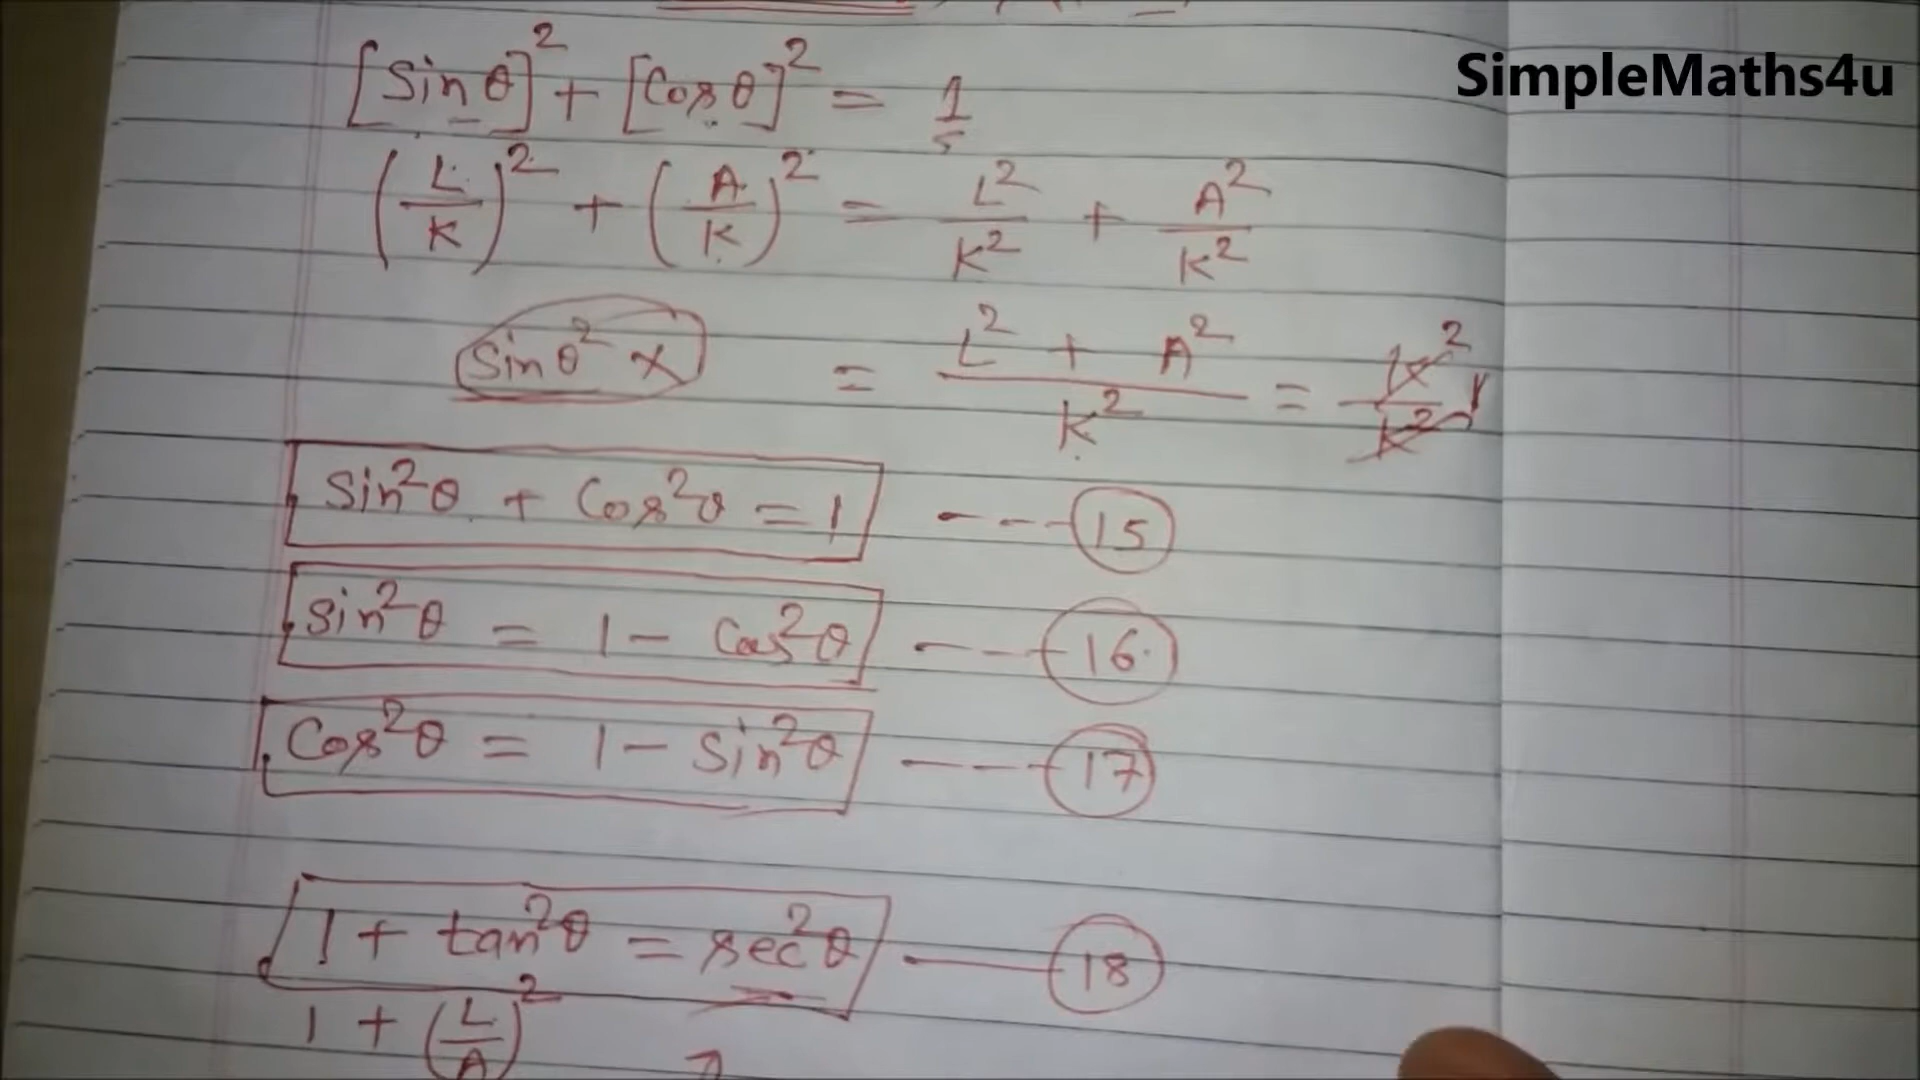 SimpleMaths4u
[Sin θ]² + [Cos θ]² = 1
(L/K)² + (A/K)² = L²/K² + A²/K²
Sin θ² x = (L² + A²)/K² = K²/K² 1
Sin²θ + Cos²θ = 1 --- 15
Sin²θ = 1 - Cos²θ --- 16
Cos²θ = 1 - Sin²θ --- 17
1 + tan²θ = sec²θ — 18
1 + (L/A)²